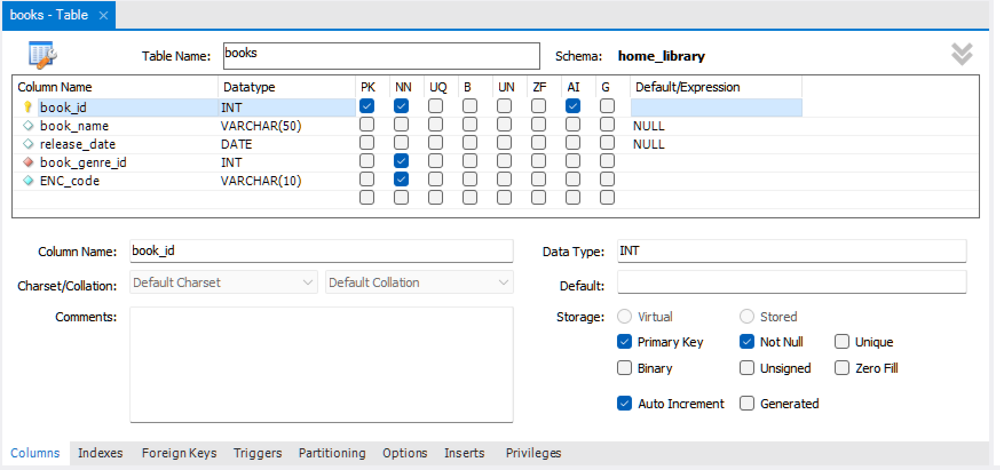 books - Table
Table Name: books Schema: home_library
Column Name Datatype PK NN UQ B UN ZF AI G Default/Expression
book_id INT
book_name VARCHAR(50) NULL
release_date DATE NULL
book_genre_id INT
ENC_code VARCHAR(10)
Column Name: book_id Data Type: INT
Charset/Collation: Default Charset Default Collation Default:
Comments: Storage: Virtual Stored
Primary Key Not Null Unique
Binary Unsigned Zero Fill
Auto Increment Generated
Columns Indexes Foreign Keys Triggers Partitioning Options Inserts Privileges